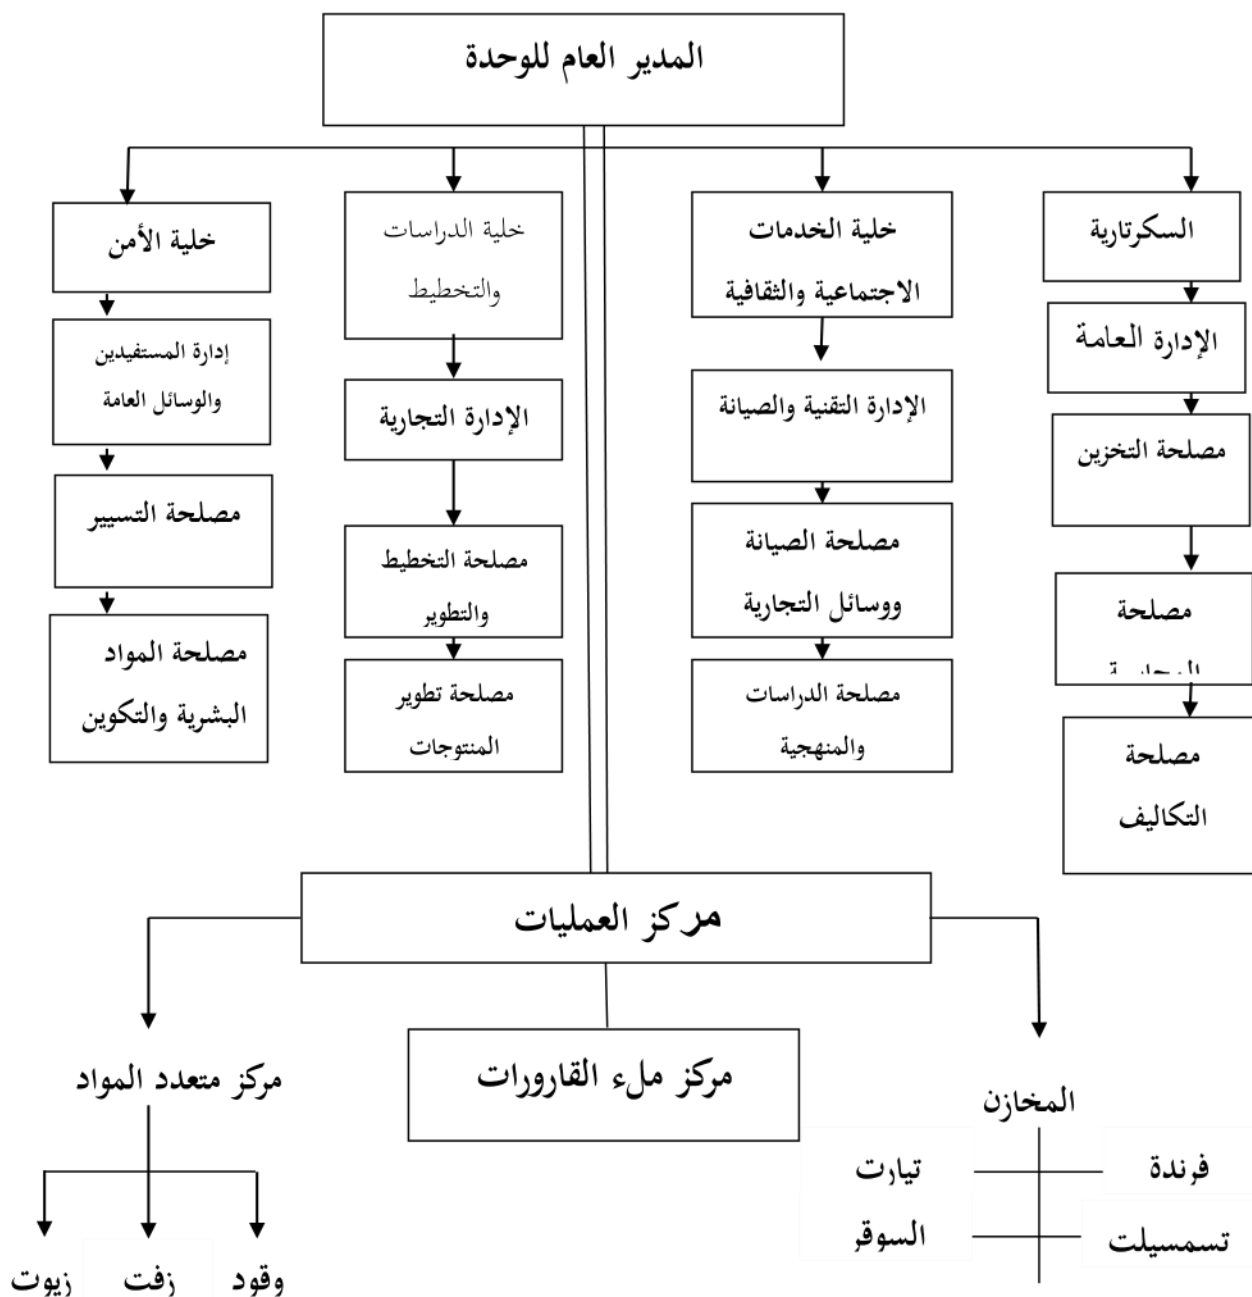 المدير العام للوحدة
السكرتارية
خلية الخدمات
الاجتماعية والثقافية
خلية الدراسات
والتخطيط
خلية الأمن
الإدارة العامة
الإدارة التقنية والصيانة
الإدارة التجارية
إدارة المستفيدين
والوسائل العامة
مصلحة التخزين
مصلحة الصيانة
ووسائل التجارية
مصلحة التخطيط
والتطوير
مصلحة التسيير
مصلحة
مصلحة الدراسات
والمنهجية
مصلحة تطوير
المنتوجات
مصلحة المواد
البشرية والتكوين
مصلحة
التكاليف
مركز العمليات
المخازن
مركز ملء القارورات
مركز متعدد المواد
فرندة
تيارت
تسمسيلت
السوقر
وقود
زفت
زيوت